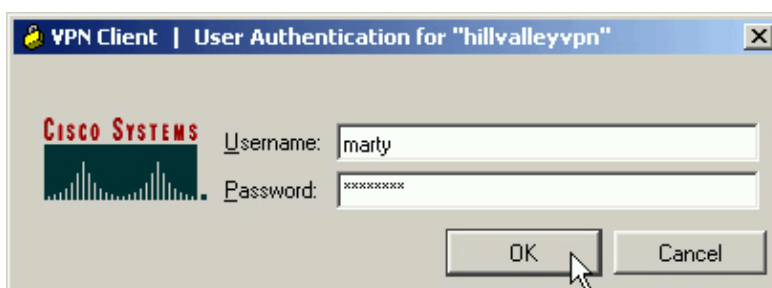 VPN Client | User Authentication for "hillvalleyvpn"
CISCO SYSTEMS
Username: marty
Password: ********
OK Cancel